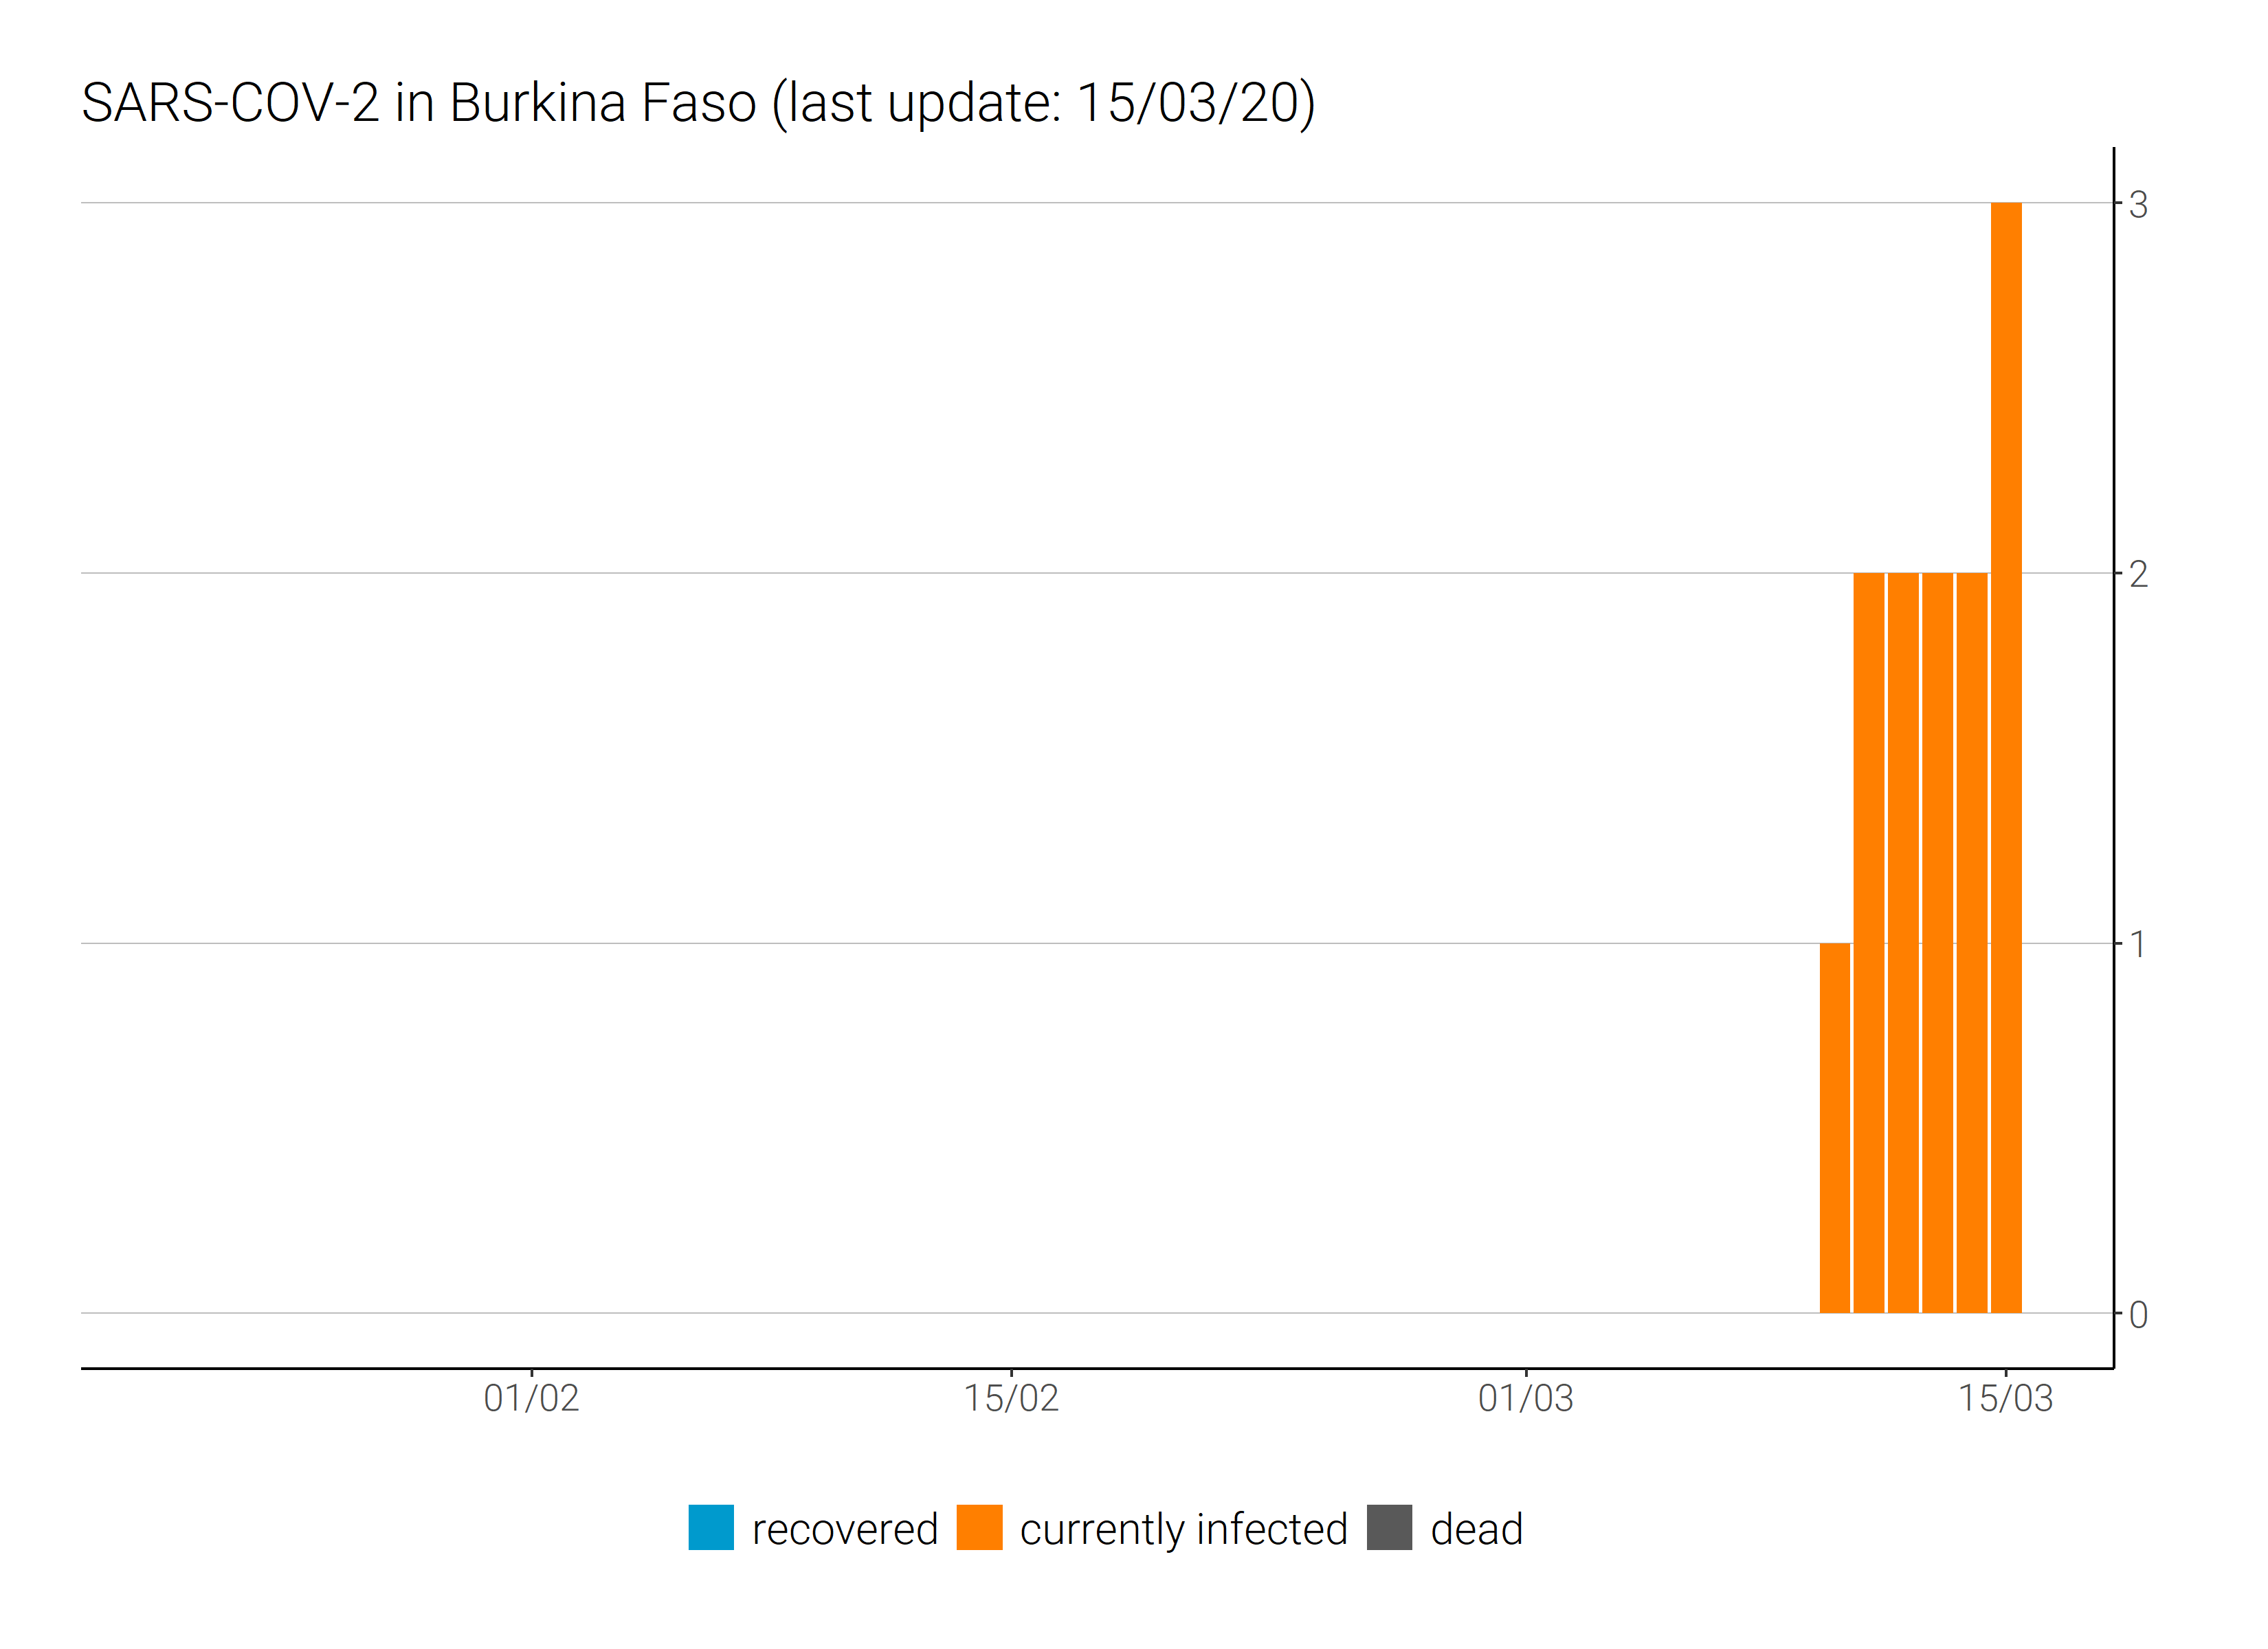 SARS-COV-2 in Burkina Faso (last update: 15/03/20)
3
2
1
0
01/02 15/02 01/03 15/03
recovered currently infected dead